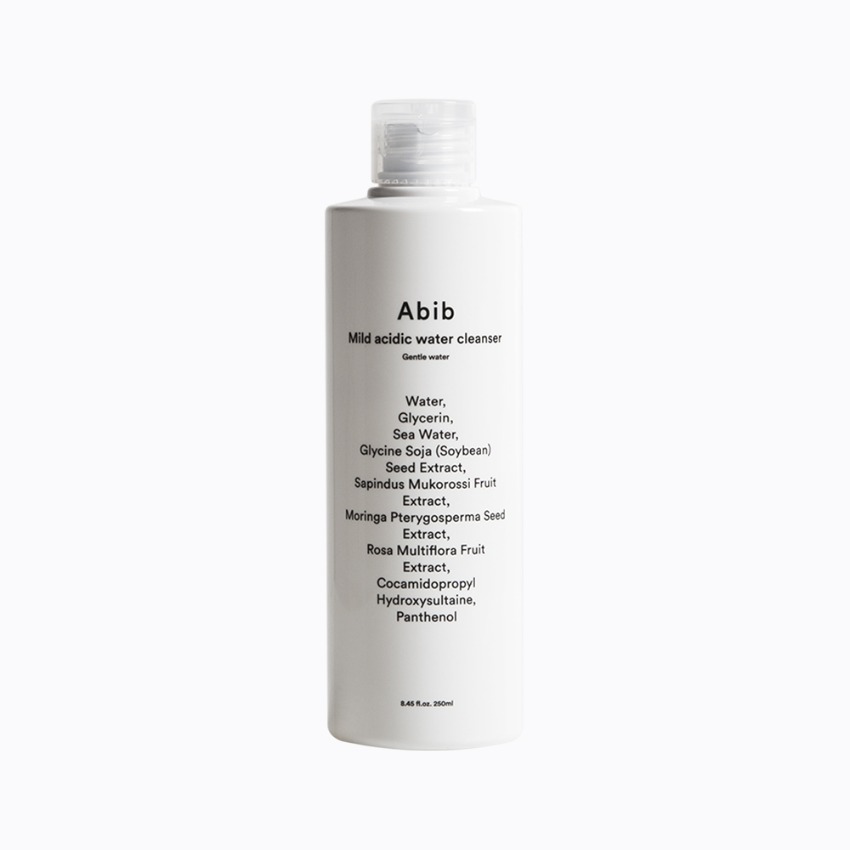 Abib
Mild acidic water cleanser
Gentle water
Water,
Glycerin,
Sea Water,
Glycine Soja (Soybean)
Seed Extract,
Sapindus Mukorossi Fruit
Extract,
Moringa Pterygosperma Seed
Extract,
Rosa Multiflora Fruit
Extract,
Cocamidopropyl
Hydroxysultaine,
Panthenol
8.45 fl.oz. 250ml